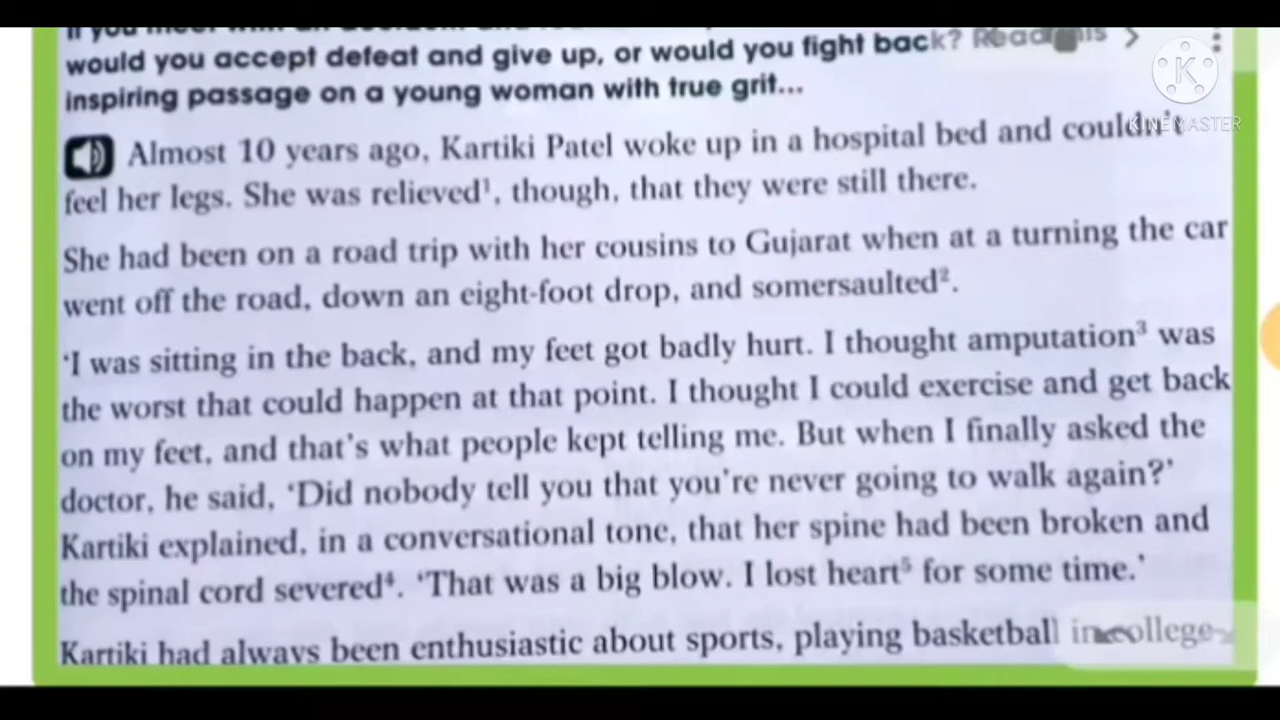 would you accept defeat and give up, or would you fight back? Read this
inspiring passage on a young woman with true grit...
K
KINEMASTER
Almost 10 years ago, Kartiki Patel woke up in a hospital bed and couldn't
feel her legs. She was relieved¹, though, that they were still there.
She had been on a road trip with her cousins to Gujarat when at a turning the car
went off the road, down an eight-foot drop, and somersaulted².
'I was sitting in the back, and my feet got badly hurt. I thought amputation³ was
the worst that could happen at that point. I thought I could exercise and get back
on my feet, and that's what people kept telling me. But when I finally asked the
doctor, he said, 'Did nobody tell you that you're never going to walk again?'
Kartiki explained, in a conversational tone, that her spine had been broken and
the spinal cord severed⁴. 'That was a big blow. I lost heart⁵ for some time.'
Kartiki had always been enthusiastic about sports, playing basketball in college